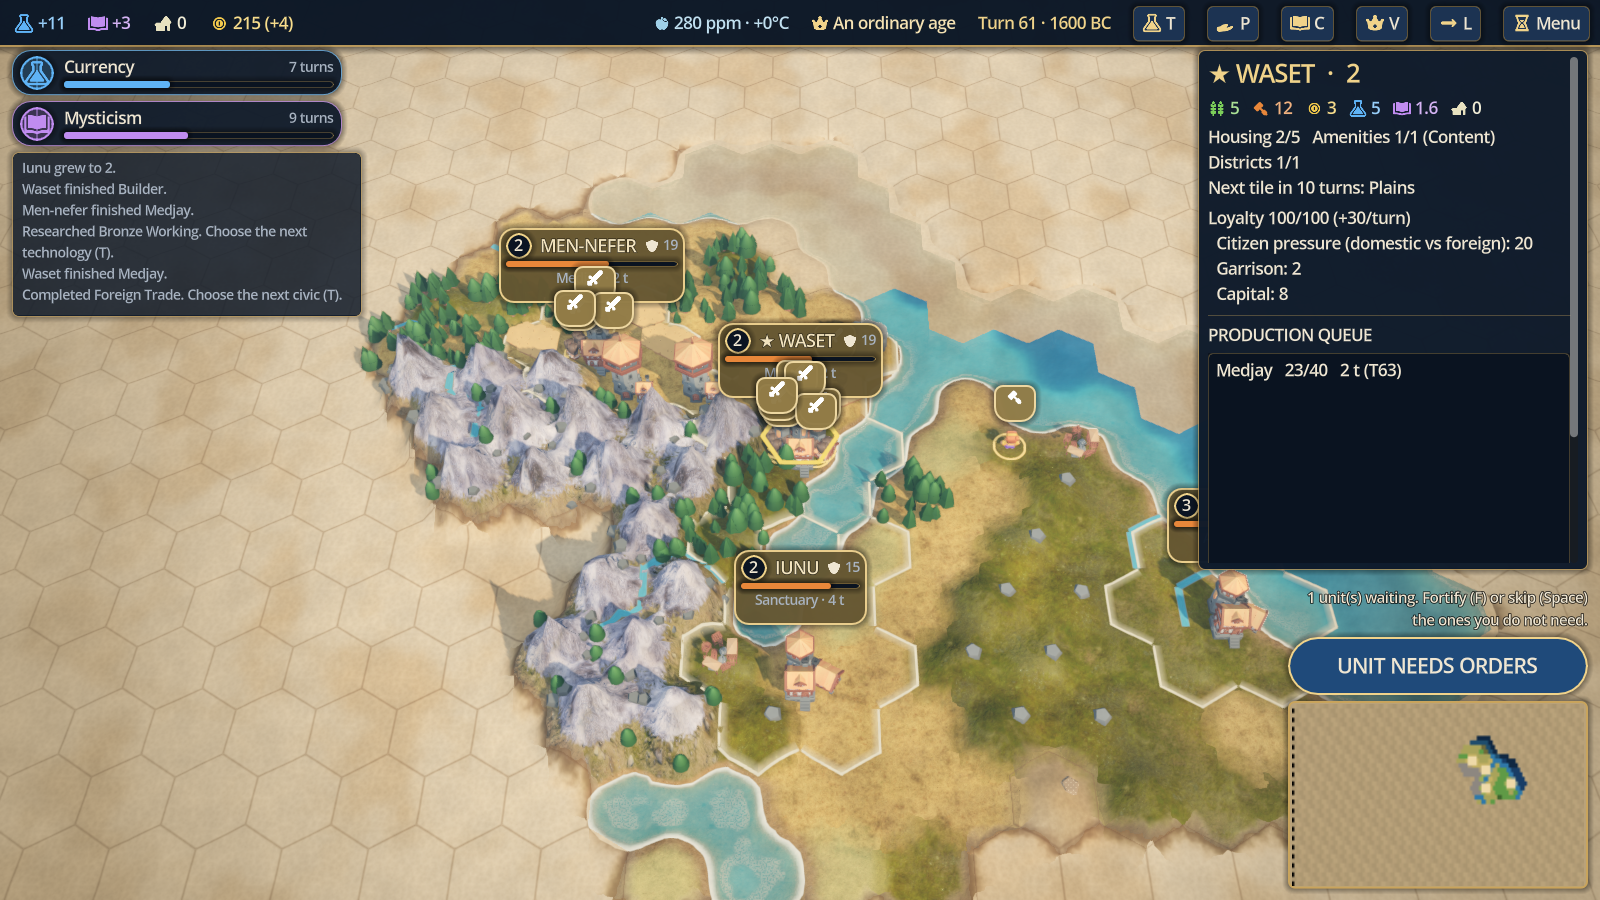 +11 +3 0 215 (+4) 280 ppm · +0°C An ordinary age Turn 61 · 1600 BC T P C V L Menu
Currency 7 turns
Mysticism 9 turns
Iunu grew to 2.
Waset finished Builder.
Men-nefer finished Medjay.
Researched Bronze Working. Choose the next
technology (T).
Waset finished Medjay.
Completed Foreign Trade. Choose the next civic (T).
2 MEN-NEFER 19
2 t
2 ★ WASET 19
t
2 IUNU 15
Sanctuary · 4 t
3
★ WASET · 2
5 12 3 5 1.6 0
Housing 2/5 Amenities 1/1 (Content)
Districts 1/1
Next tile in 10 turns: Plains
Loyalty 100/100 (+30/turn)
Citizen pressure (domestic vs foreign): 20
Garrison: 2
Capital: 8
PRODUCTION QUEUE
Medjay 23/40 2 t (T63)
1 unit(s) waiting. Fortify (F) or skip (Space)
the ones you do not need.
UNIT NEEDS ORDERS